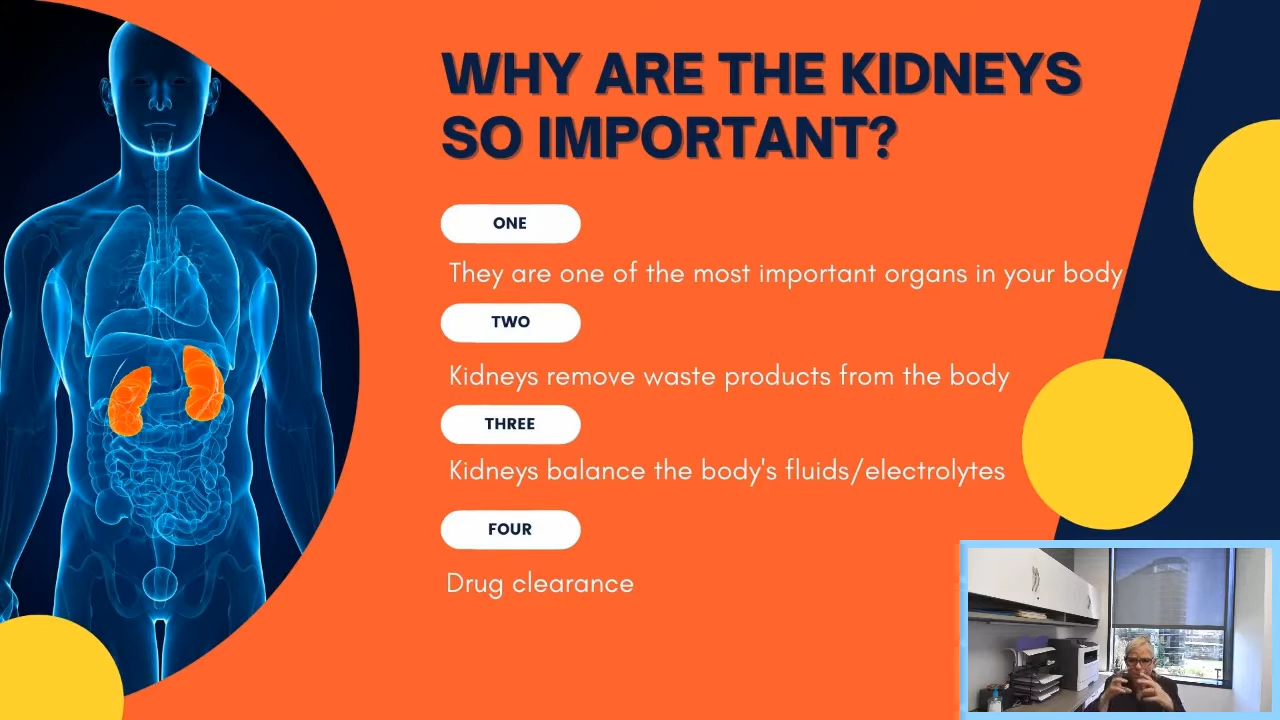 WHY ARE THE KIDNEYS
SO IMPORTANT?
ONE
They are one of the most important organs in your body
TWO
Kidneys remove waste products from the body
THREE
Kidneys balance the body's fluids/electrolytes
FOUR
Drug clearance